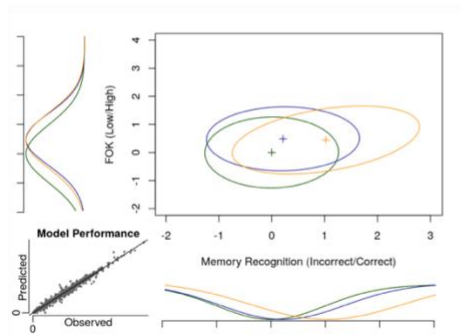 FOK (Low/High)
4
3
2
1
0
-1
-2
-2 -1 0 1 2 3
Memory Recognition (Incorrect/Correct)
Model Performance
Predicted
0
0
Observed